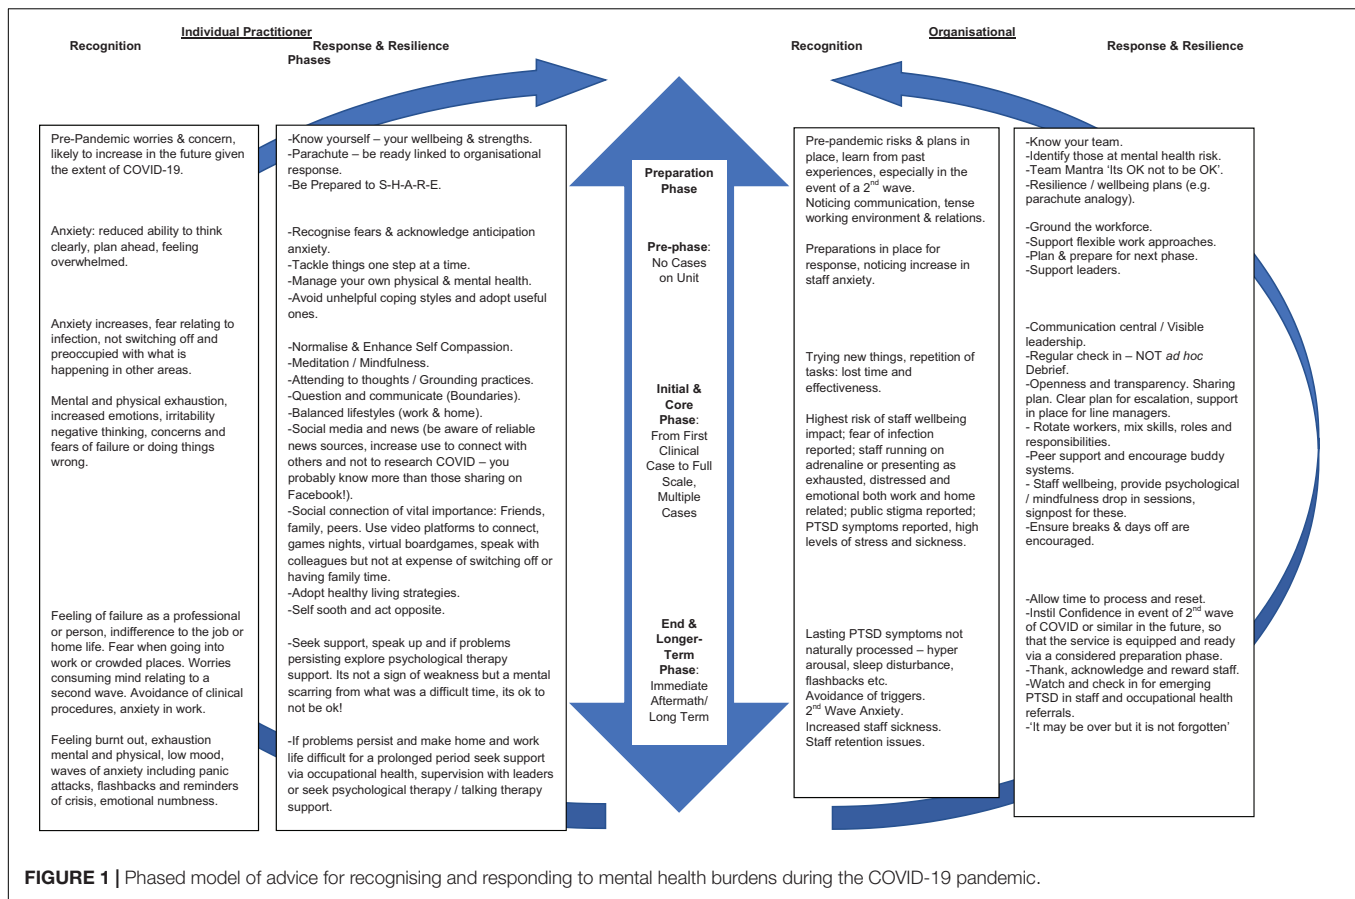 Individual Practitioner
Recognition
Response & Resilience
Phases
Organisational
Recognition
Response & Resilience
Pre-Pandemic worries & concern,
likely to increase in the future given
the extent of COVID-19.
Anxiety: reduced ability to think
clearly, plan ahead, feeling
overwhelmed.
Anxiety increases, fear relating to
infection, not switching off and
preoccupied with what is
happening in other areas.
Mental and physical exhaustion,
increased emotions, irritability
negative thinking, concerns and
fears of failure or doing things
wrong.
Feeling of failure as a professional
or person, indifference to the job or
home life. Fear when going into
work or crowded places. Worries
consuming mind relating to a
second wave. Avoidance of clinical
procedures, anxiety in work.
Feeling burnt out, exhaustion
mental and physical, low mood,
waves of anxiety including panic
attacks, flashbacks and reminders
of crisis, emotional numbness.
-Know yourself – your wellbeing & strengths.
-Parachute – be ready linked to organisational
response.
-Be Prepared to S-H-A-R-E.
-Recognise fears & acknowledge anticipation
anxiety.
-Tackle things one step at a time.
-Manage your own physical & mental health.
-Avoid unhelpful coping styles and adopt useful
ones.
-Normalise & Enhance Self Compassion.
-Meditation / Mindfulness.
-Attending to thoughts / Grounding practices.
-Question and communicate (Boundaries).
-Balanced lifestyles (work & home).
-Social media and news (be aware of reliable
news sources, increase use to connect with
others and not to research COVID – you
probably know more than those sharing on
Facebook!).
-Social connection of vital importance: Friends,
family, peers. Use video platforms to connect,
games nights, virtual boardgames, speak with
colleagues but not at expense of switching off or
having family time.
-Adopt healthy living strategies.
-Self sooth and act opposite.
-Seek support, speak up and if problems
persisting explore psychological therapy
support. Its not a sign of weakness but a mental
scarring from what was a difficult time, its ok to
not be ok!
-If problems persist and make home and work
life difficult for a prolonged period seek support
via occupational health, supervision with leaders
or seek psychological therapy / talking therapy
support.
Preparation
Phase
Pre-phase:
No Cases
on Unit
Initial &
Core
Phase:
From First
Clinical
Case to Full
Scale,
Multiple
Cases
End &
Longer-
Term
Phase:
Immediate
Aftermath/
Long Term
Pre-pandemic risks & plans in
place, learn from past
experiences, especially in the
event of a 2nd wave.
Noticing communication, tense
working environment & relations.
Preparations in place for
response, noticing increase in
staff anxiety.
Trying new things, repetition of
tasks: lost time and
effectiveness.
Highest risk of staff wellbeing
impact; fear of infection
reported; staff running on
adrenaline or presenting as
exhausted, distressed and
emotional both work and home
related; public stigma reported;
PTSD symptoms reported, high
levels of stress and sickness.
Lasting PTSD symptoms not
naturally processed – hyper
arousal, sleep disturbance,
flashbacks etc.
Avoidance of triggers.
2nd Wave Anxiety.
Increased staff sickness.
Staff retention issues.
-Know your team.
-Identify those at mental health risk.
-Team Mantra ‘Its OK not to be OK’.
-Resilience / wellbeing plans (e.g.
parachute analogy).
-Ground the workforce.
-Support flexible work approaches.
-Plan & prepare for next phase.
-Support leaders.
-Communication central / Visible
leadership.
-Regular check in – NOT ad hoc
Debrief.
-Openness and transparency. Sharing
plan. Clear plan for escalation, support
in place for line managers.
- Rotate workers, mix skills, roles and
responsibilities.
-Peer support and encourage buddy
systems.
- Staff wellbeing, provide psychological
/ mindfulness drop in sessions,
signpost for these.
-Ensure breaks & days off are
encouraged.
-Allow time to process and reset.
-Instil Confidence in event of 2nd wave
of COVID or similar in the future, so
that the service is equipped and ready
via a considered preparation phase.
-Thank, acknowledge and reward staff.
-Watch and check in for emerging
PTSD in staff and occupational health
referrals.
-‘It may be over but it is not forgotten’
FIGURE 1 | Phased model of advice for recognising and responding to mental health burdens during the COVID-19 pandemic.